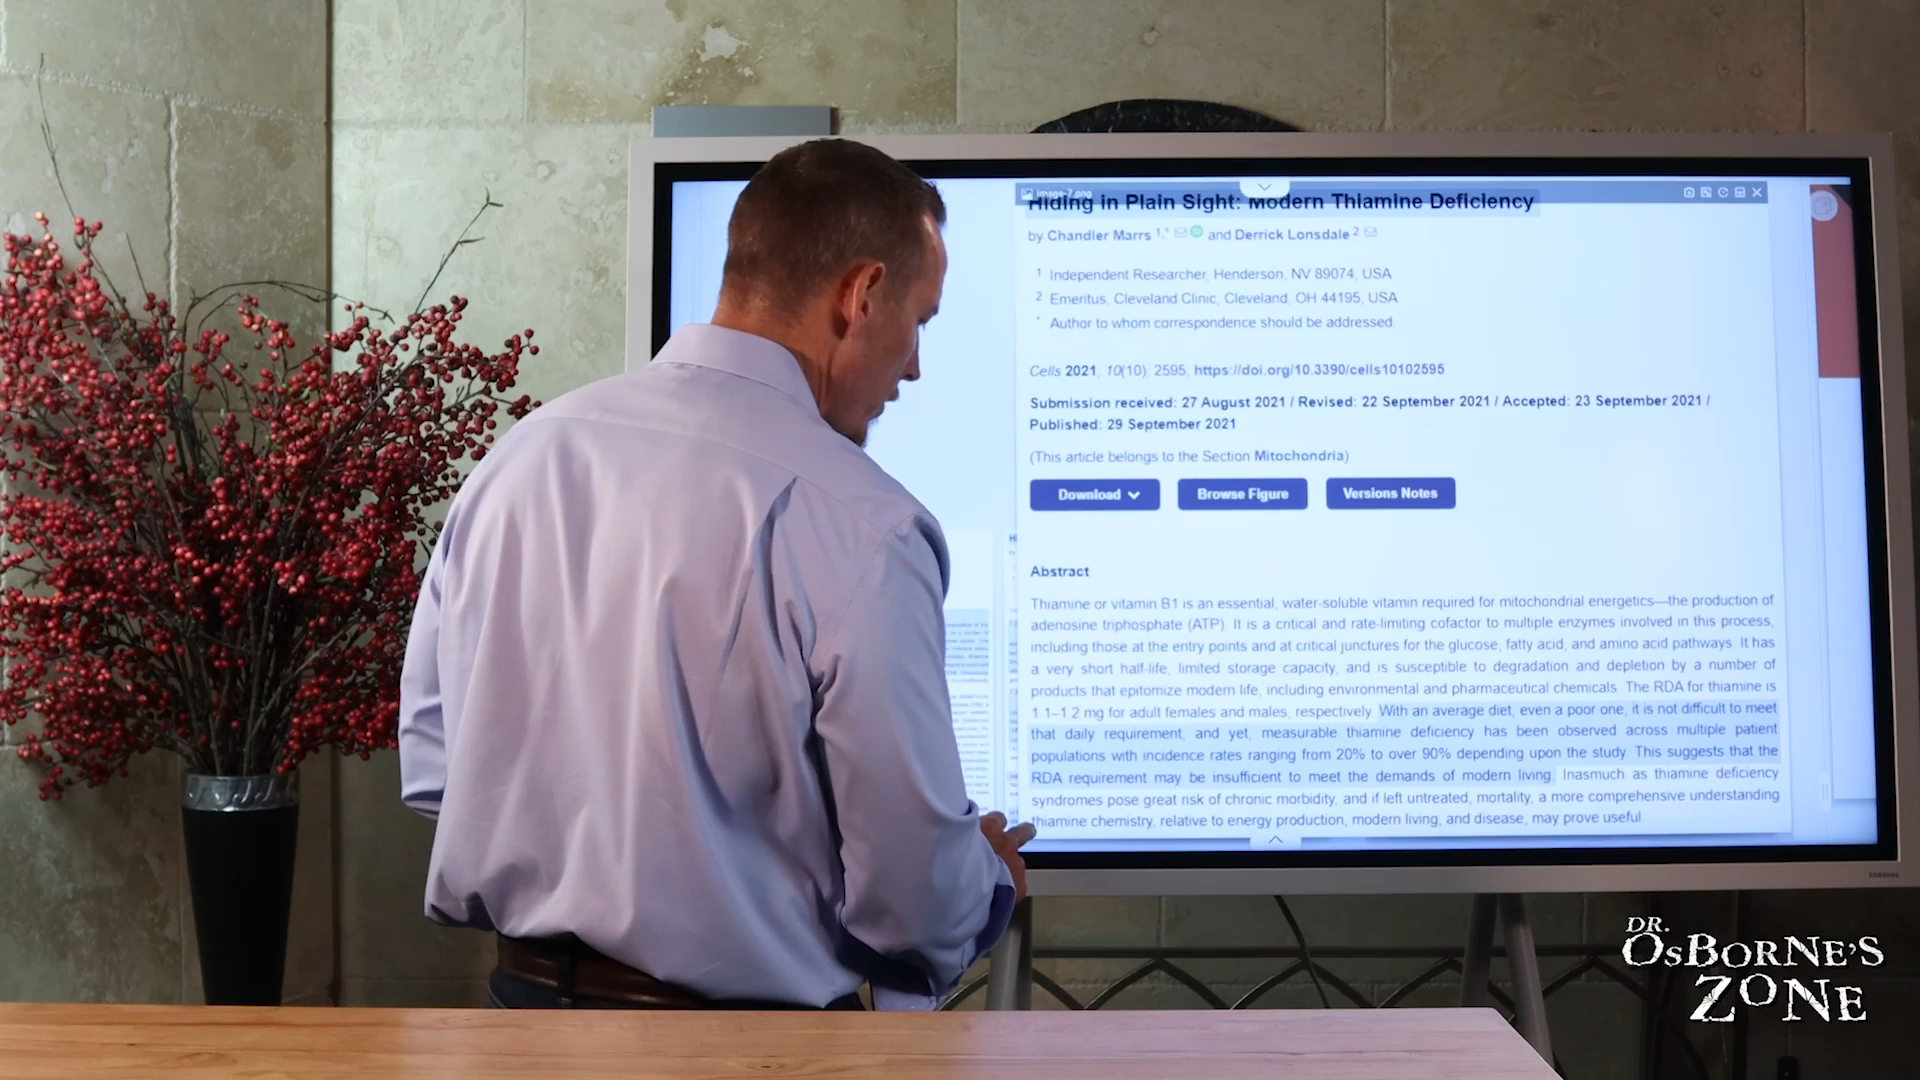 image-7.png
Hiding in Plain Sight: Modern Thiamine Deficiency
by Chandler Marrs 1,* and Derrick Lonsdale 2
1 Independent Researcher, Henderson, NV 89074, USA
2 Emeritus, Cleveland Clinic, Cleveland, OH 44195, USA
* Author to whom correspondence should be addressed.
Cells 2021, 10(10), 2595; https://doi.org/10.3390/cells10102595
Submission received: 27 August 2021 / Revised: 22 September 2021 / Accepted: 23 September 2021 /
Published: 29 September 2021
(This article belongs to the Section Mitochondria)
Download Browse Figure Versions Notes
Abstract
Thiamine or vitamin B1 is an essential, water-soluble vitamin required for mitochondrial energetics—the production of
adenosine triphosphate (ATP). It is a critical and rate-limiting cofactor to multiple enzymes involved in this process,
including those at the entry points and at critical junctures for the glucose, fatty acid, and amino acid pathways. It has
a very short half-life, limited storage capacity, and is susceptible to degradation and depletion by a number of
products that epitomize modern life, including environmental and pharmaceutical chemicals. The RDA for thiamine is
1.1–1.2 mg for adult females and males, respectively. With an average diet, even a poor one, it is not difficult to meet
that daily requirement, and yet, measurable thiamine deficiency has been observed across multiple patient
populations with incidence rates ranging from 20% to over 90% depending upon the study. This suggests that the
RDA requirement may be insufficient to meet the demands of modern living. Inasmuch as thiamine deficiency
syndromes pose great risk of chronic morbidity, and if left untreated, mortality, a more comprehensive understanding
thiamine chemistry, relative to energy production, modern living, and disease, may prove useful.
SAMSUNG
DR.
OSBORNE'S
ZONE